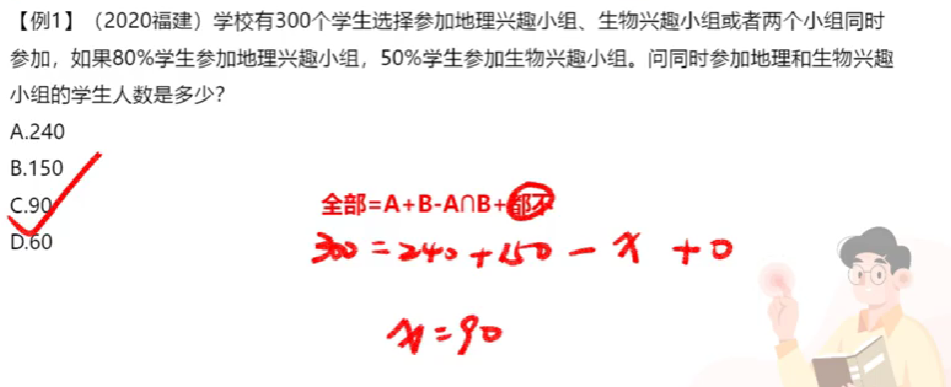 【例1】(2020福建)学校有300个学生选择参加地理兴趣小组、生物兴趣小组或者两个小组同时
参加，如果80%学生参加地理兴趣小组，50%学生参加生物兴趣小组。问同时参加地理和生物兴趣
小组的学生人数是多少?
A.240
B.150
C.90
D.60
全部=A+B-A∩B+都不
300=240+150-x+0
x=90